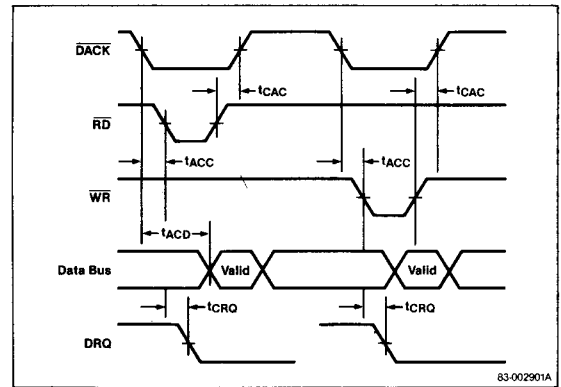 DACK
tCAC tCAC
RD
tACC tACC
WR
tACD
Data Bus Valid Valid
tCRQ tCRQ
DRQ
83-002901A